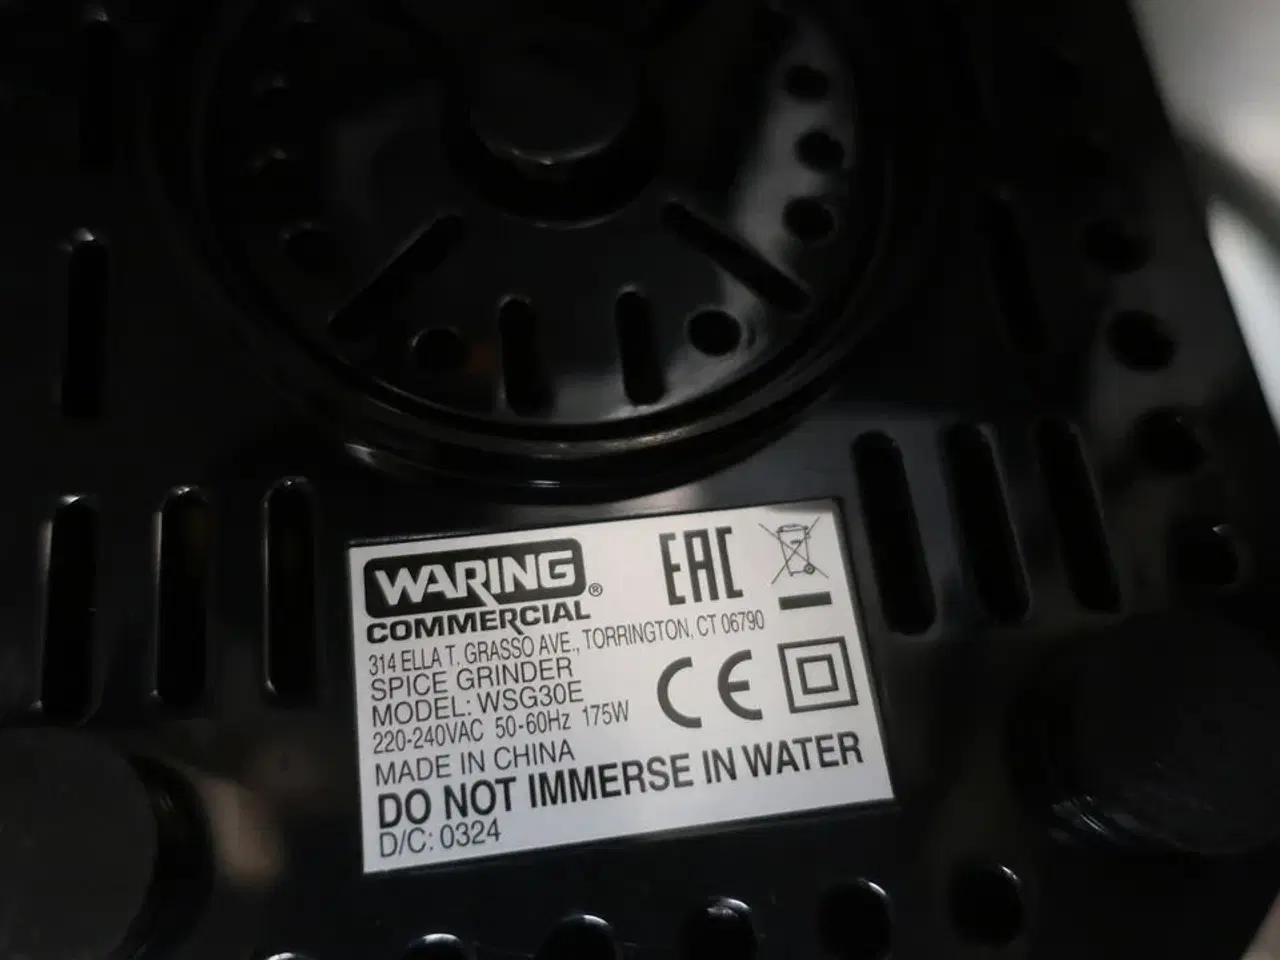 WARING®
COMMERCIAL
EAC
314 ELLA T. GRASSO AVE., TORRINGTON, CT 06790
SPICE GRINDER
MODEL: WSG30E
220-240VAC 50-60Hz 175W
CE
MADE IN CHINA
DO NOT IMMERSE IN WATER
D/C: 0324